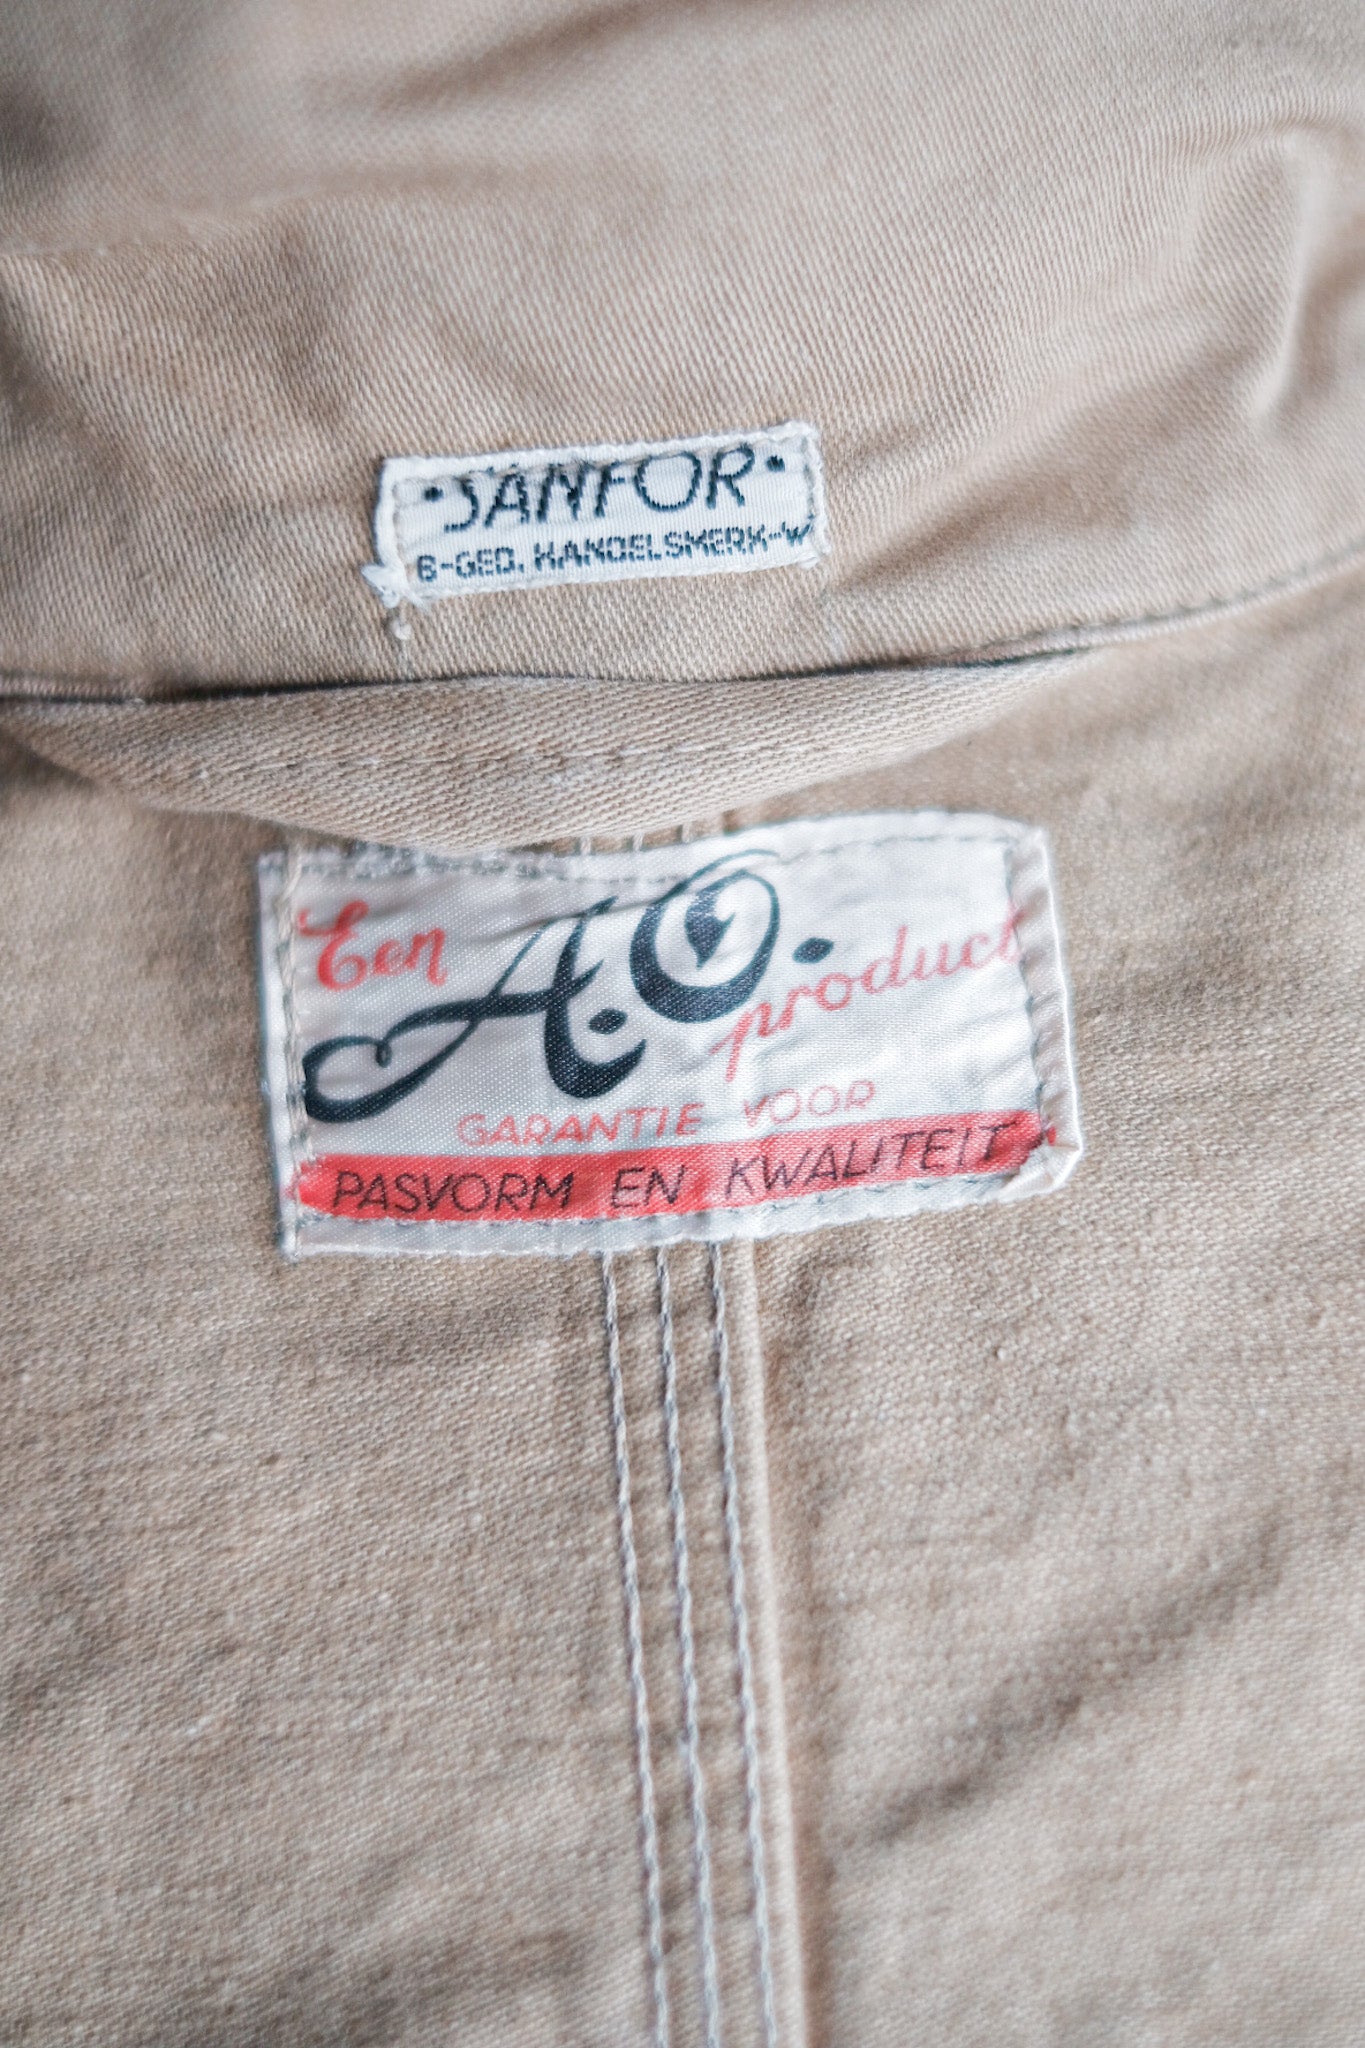 ·SANFOR·
G-GED. HANDELSMERK-W
Een A.O. product
GARANTIE VOOR
PASVORM EN KWALITEIT